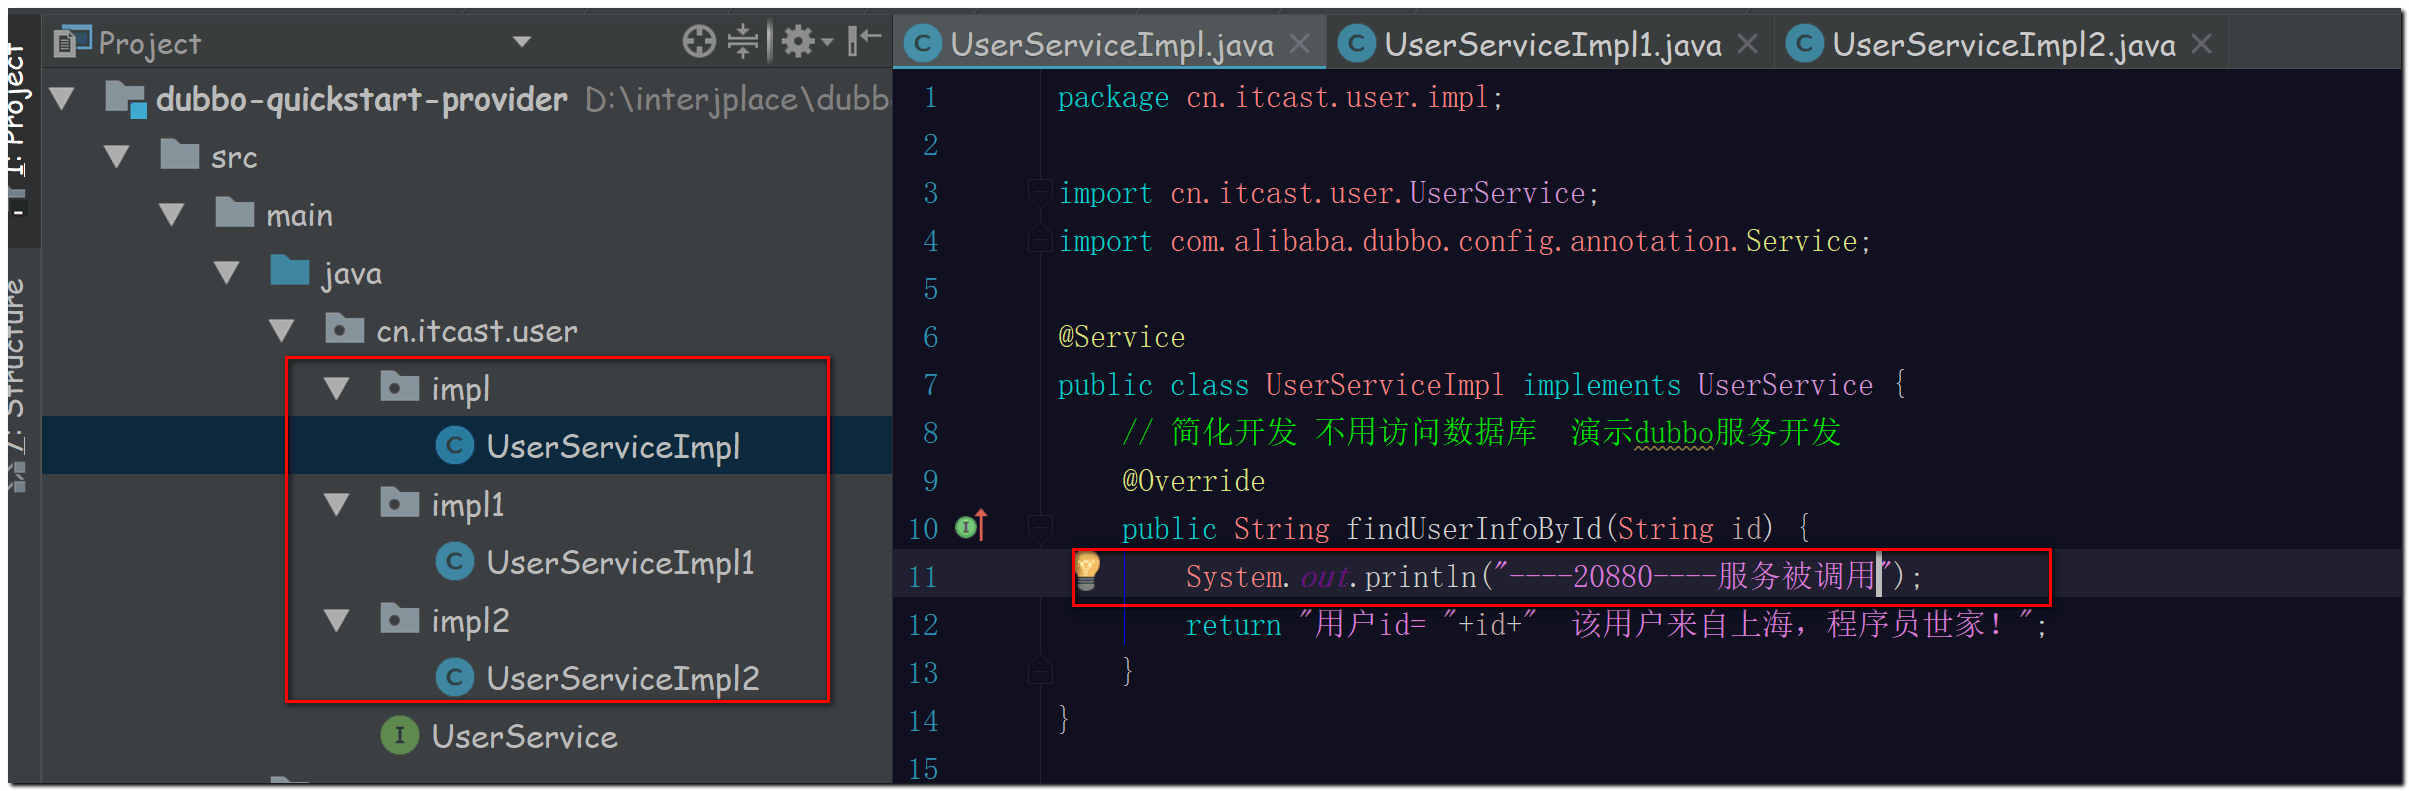 Project
UserServiceImpl.java
UserServiceImpl1.java
UserServiceImpl2.java
1: Project
7: Structure
dubbo-quickstart-provider D:\interjplace\dubb
src
main
java
cn.itcast.user
impl
UserServiceImpl
impl1
UserServiceImpl1
impl2
UserServiceImpl2
UserService
1 package cn.itcast.user.impl;
2
3 import cn.itcast.user.UserService;
4 import com.alibaba.dubbo.config.annotation.Service;
5
6 @Service
7 public class UserServiceImpl implements UserService {
8 // 简化开发 不用访问数据库 演示dubbo服务开发
9 @Override
10 public String findUserInfoById(String id) {
11 System.out.println("----20880----服务被调用");
12 return "用户id= "+id+" 该用户来自上海，程序员世家！";
13 }
14 }
15